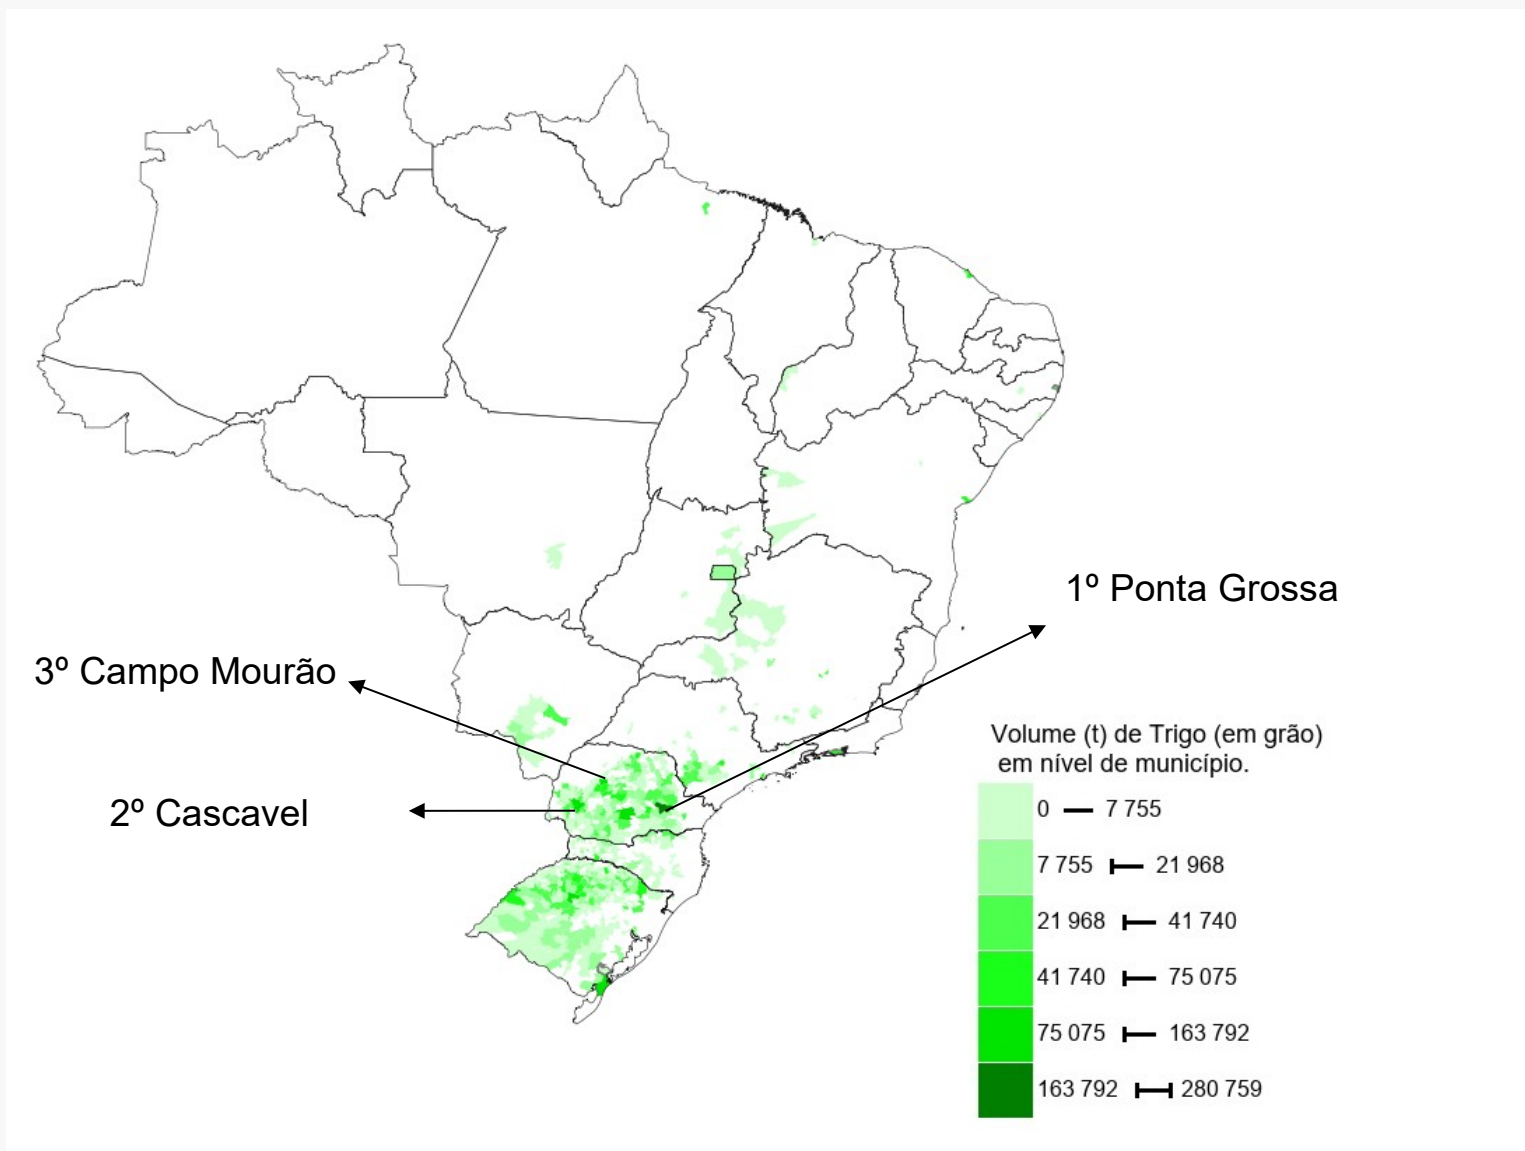 1º Ponta Grossa
3º Campo Mourão
2º Cascavel
Volume (t) de Trigo (em grão)
em nível de município.
0 — 7 755
7 755 ⊢ 21 968
21 968 ⊢ 41 740
41 740 ⊢ 75 075
75 075 ⊢ 163 792
163 792 ⊢⊣ 280 759